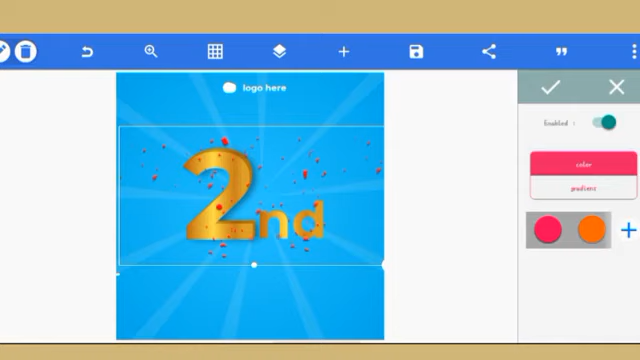 logo here
2nd
Enabled :
color
gradient